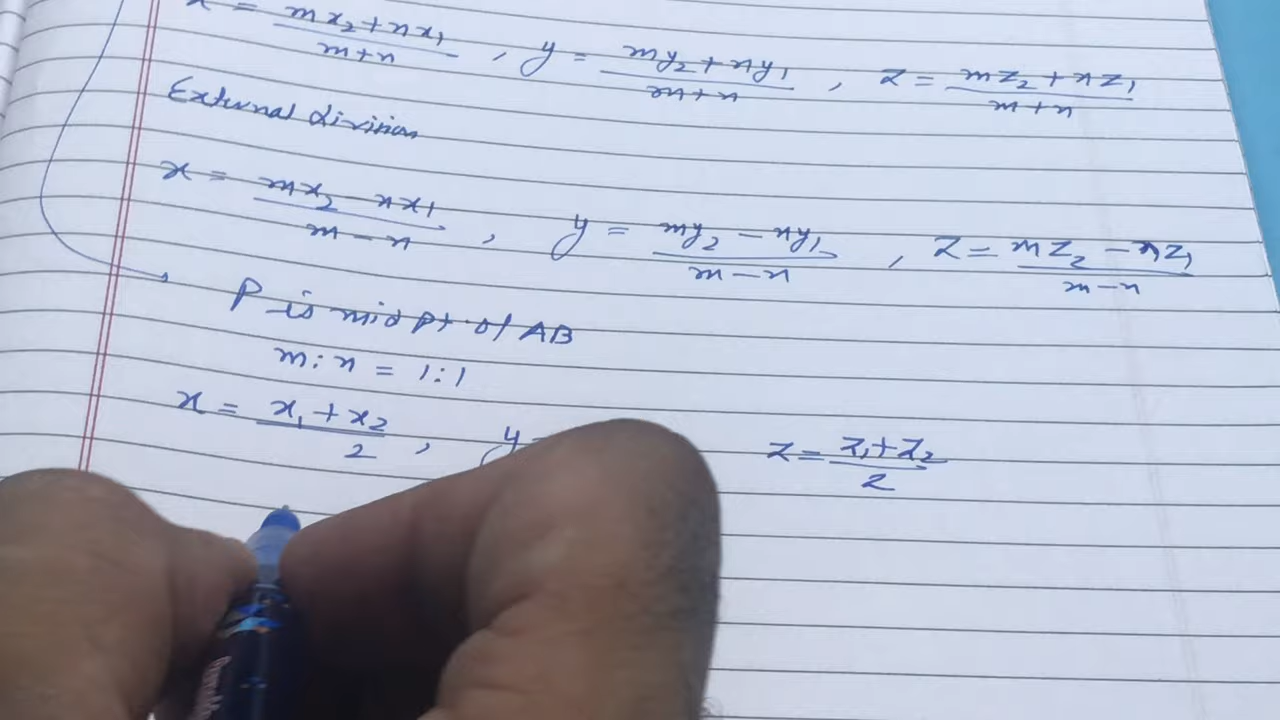 x = (mx₂+nx₁)/(m+n) , y = (my₂+ny₁)/(m+n) , z = (mz₂+nz₁)/(m+n)
External division
x = (mx₂ nx₁)/(m-n) , y = (my₂-ny₁)/(m-n) , z = (mz₂-nz₁)/(m-n)
P is mid pt of AB
m:n = 1:1
x = (x₁+x₂)/2 , y = z = (z₁+z₂)/2